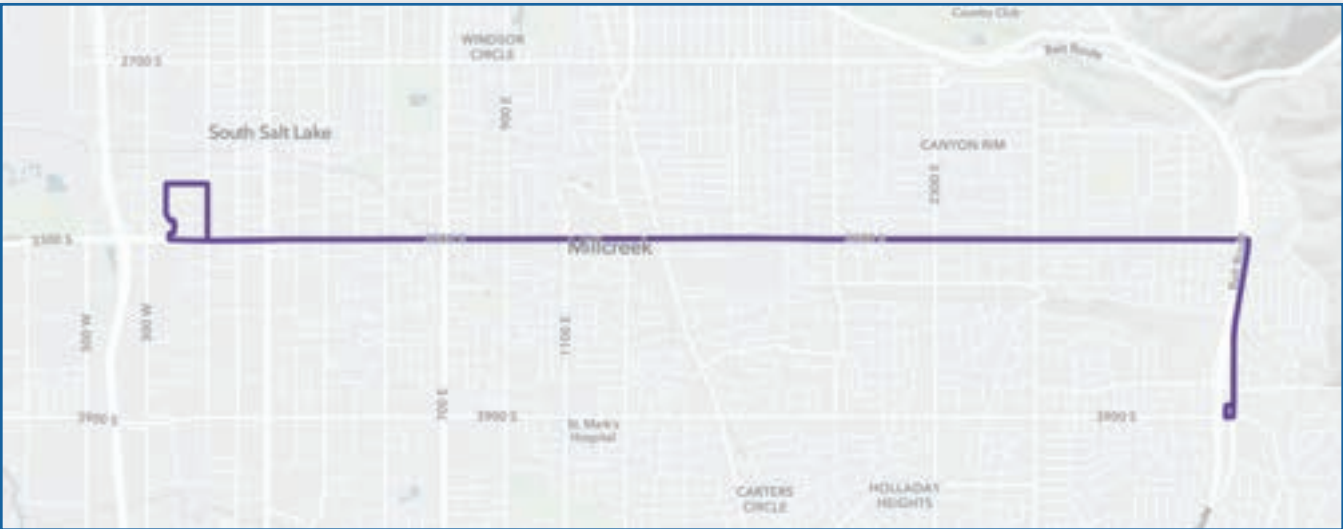 Country Club
WINDSOR
CIRCLE
Belt Route
2700 S
900 E
South Salt Lake
CANYON RIM
2300 E
3300 S
Millcreek
500 W
300 W
1100 E
700 E
3900 S
3900 S
3900 S
St. Mark's
Hospital
CARTERS
CIRCLE
HOLLADAY
HEIGHTS